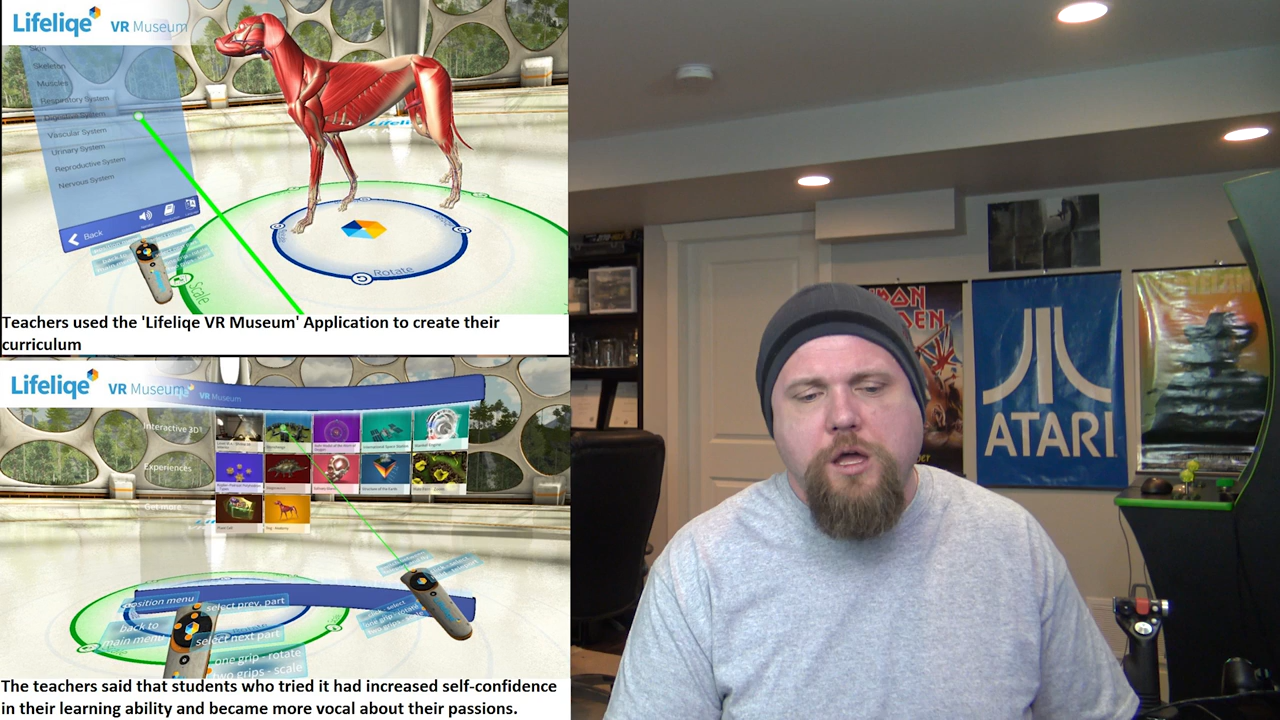 Lifeliqe VR Museum
Skin
Skeleton
Muscles
Respiratory System
Digestive System
Vascular System
Urinary System
Reproductive System
Nervous System
Back
Rotate
Scale
Teachers used the 'Lifeliqe VR Museum' Application to create their
curriculum
IRON
MAIDEN
ATARI
Lifeliqe VR Museum
VR Museum
Interactive 3D
Experiences
Get more
International Space Station
position menu
select prev. part
back to
main menu
select next part
one grip - rotate
two grips - scale
The teachers said that students who tried it had increased self-confidence
in their learning ability and became more vocal about their passions.